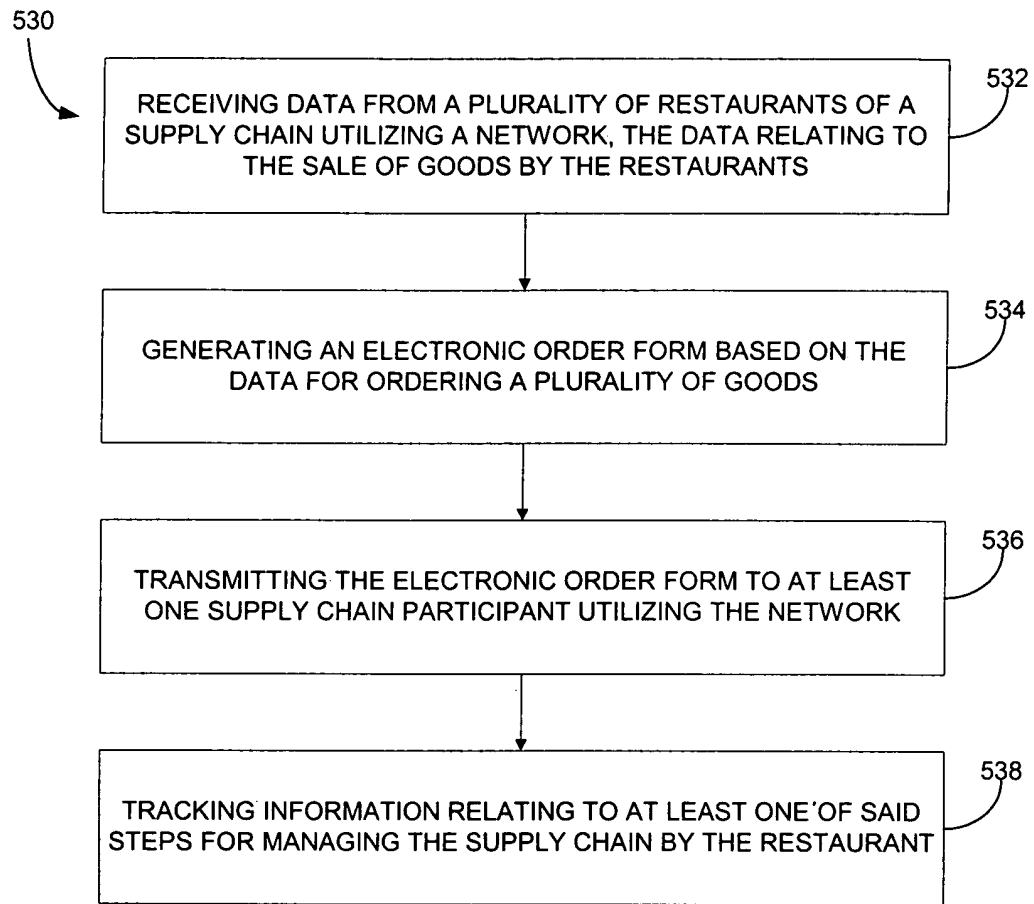 530
532
RECEIVING DATA FROM A PLURALITY OF RESTAURANTS OF A
SUPPLY CHAIN UTILIZING A NETWORK, THE DATA RELATING TO
THE SALE OF GOODS BY THE RESTAURANTS
534
GENERATING AN ELECTRONIC ORDER FORM BASED ON THE
DATA FOR ORDERING A PLURALITY OF GOODS
536
TRANSMITTING THE ELECTRONIC ORDER FORM TO AT LEAST
ONE SUPPLY CHAIN PARTICIPANT UTILIZING THE NETWORK
538
TRACKING INFORMATION RELATING TO AT LEAST ONE OF SAID
STEPS FOR MANAGING THE SUPPLY CHAIN BY THE RESTAURANT